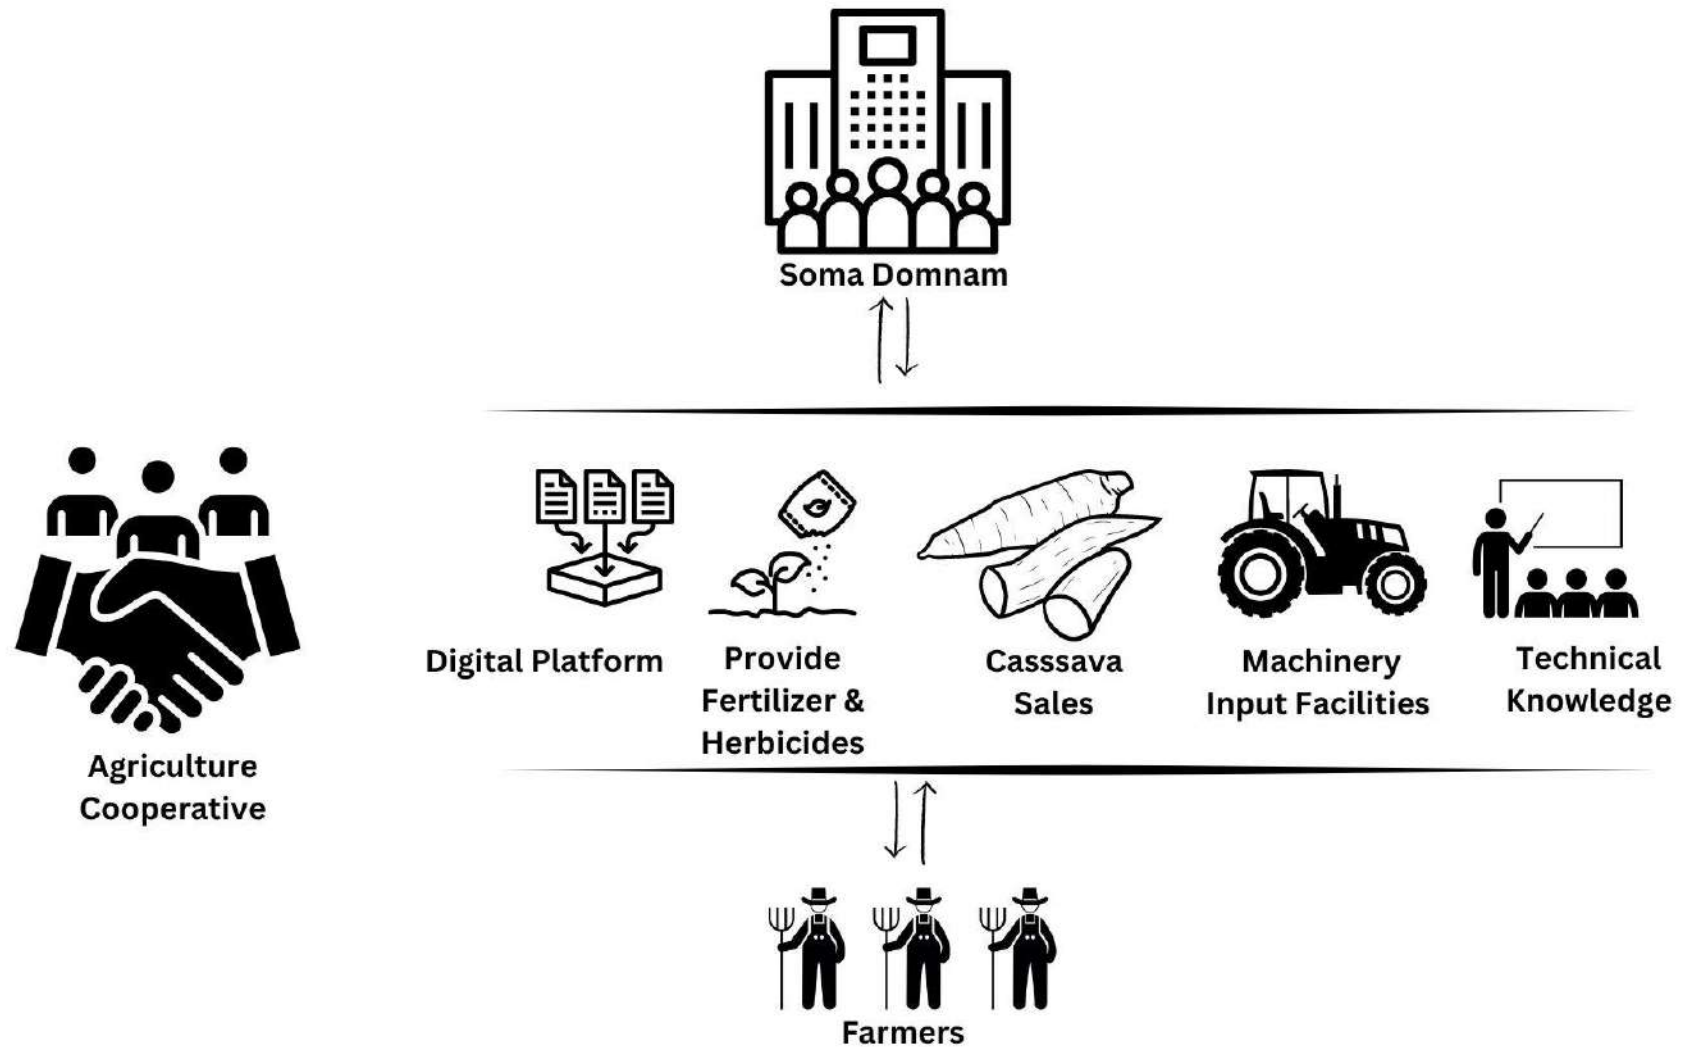 Soma Domnam
Digital Platform
Provide
Fertilizer &
Herbicides
Casssava
Sales
Machinery
Input Facilities
Technical
Knowledge
Agriculture
Cooperative
Farmers